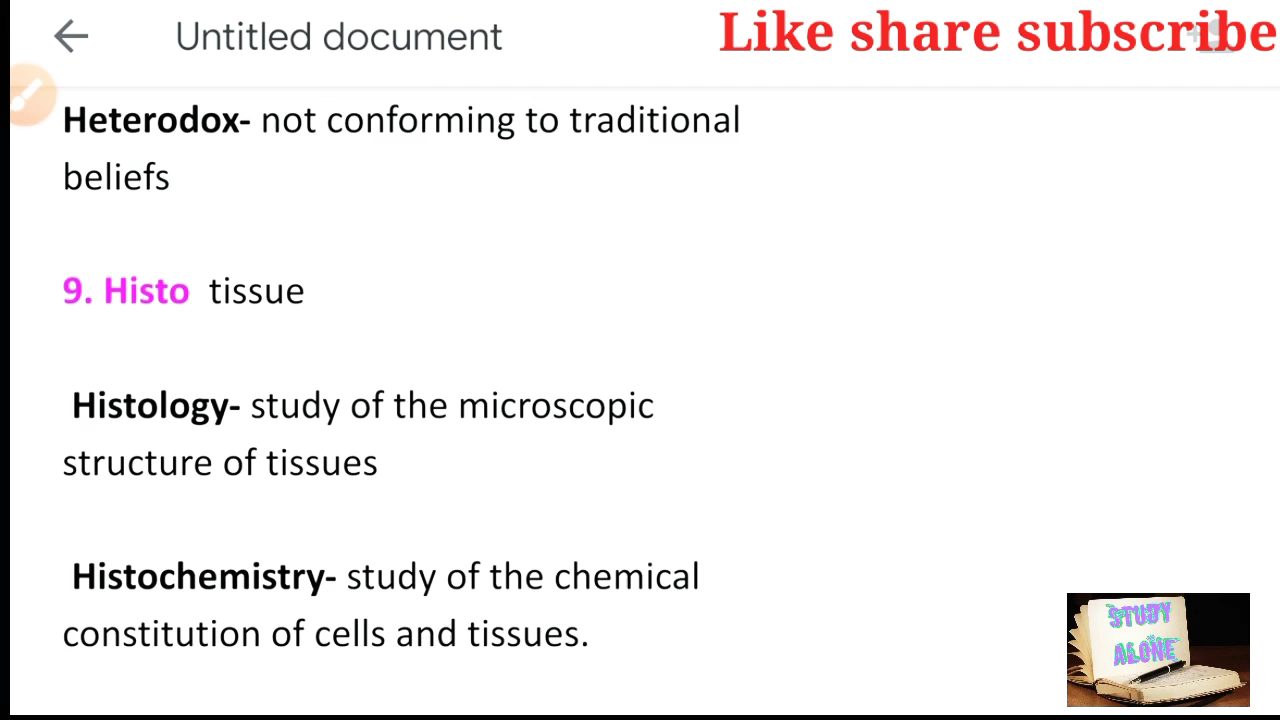 Untitled document
Like share subscribe
Heterodox- not conforming to traditional
beliefs
9. Histo tissue
Histology- study of the microscopic
structure of tissues
Histochemistry- study of the chemical
constitution of cells and tissues.
STUDY
ALONE